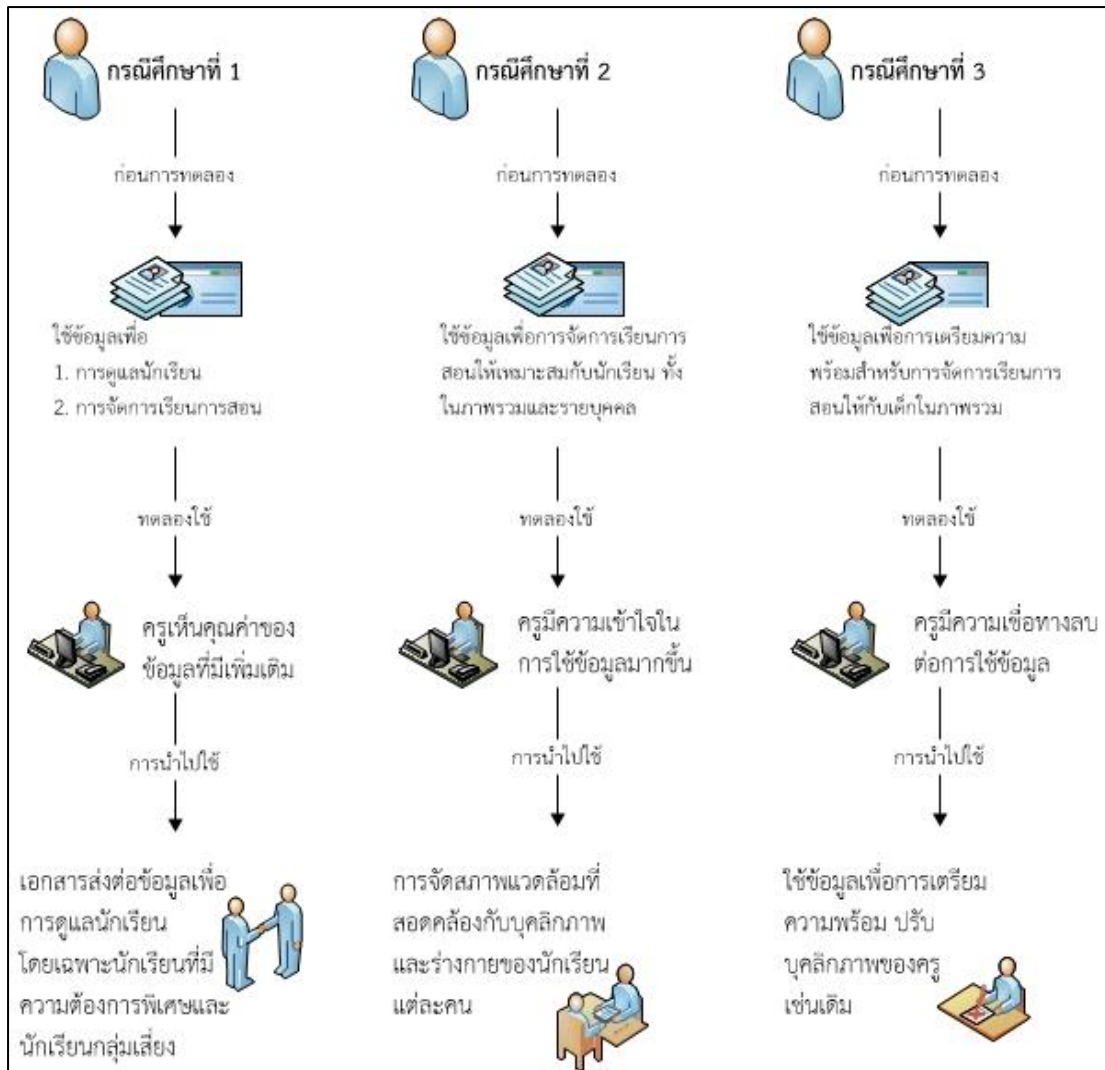 กรณีศึกษาที่ 1
ก่อนการทดลอง
ใช้ข้อมูลเพื่อ
1. การดูแลนักเรียน
2. การจัดการเรียนการสอน
ทดลองใช้
ครูเห็นคุณค่าของ
ข้อมูลที่มีเพิ่มเติม
การนำไปใช้
เอกสารส่งต่อข้อมูลเพื่อ
การดูแลนักเรียน
โดยเฉพาะนักเรียนที่มี
ความต้องการพิเศษและ
นักเรียนกลุ่มเสี่ยง
กรณีศึกษาที่ 2
ก่อนการทดลอง
ใช้ข้อมูลเพื่อการจัดการเรียนการ
สอนให้เหมาะสมกับนักเรียน ทั้ง
ในภาพรวมและรายบุคคล
ทดลองใช้
ครูมีความเข้าใจใน
การใช้ข้อมูลมากขึ้น
การนำไปใช้
การจัดสภาพแวดล้อมที่
สอดคล้องกับบุคลิกภาพ
และร่างกายของนักเรียน
แต่ละคน
กรณีศึกษาที่ 3
ก่อนการทดลอง
ใช้ข้อมูลเพื่อการเตรียมความ
พร้อมสำหรับการจัดการเรียนการ
สอนให้กับเด็กในภาพรวม
ทดลองใช้
ครูมีความเชื่อทางลบ
ต่อการใช้ข้อมูล
การนำไปใช้
ใช้ข้อมูลเพื่อการเตรียม
ความพร้อม ปรับ
บุคลิกภาพของครู
เช่นเดิม